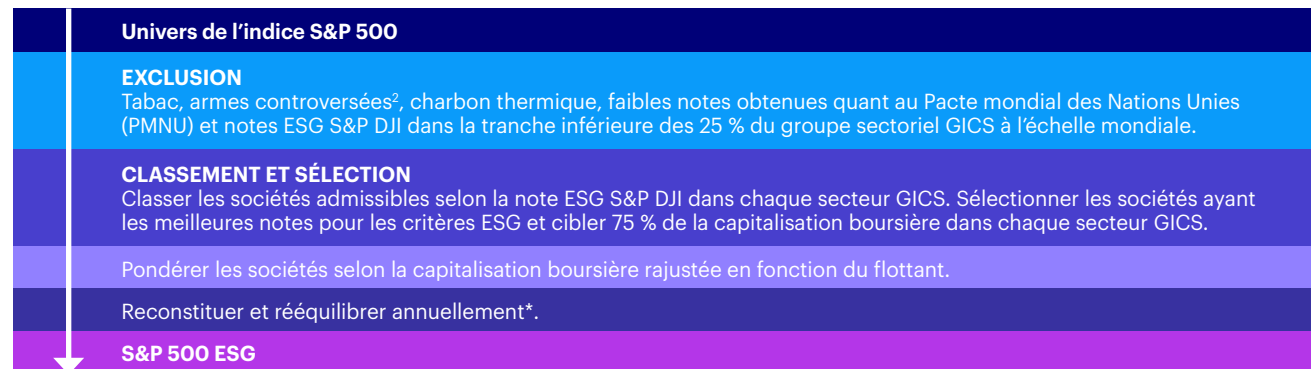 Univers de l’indice S&P 500
EXCLUSION
Tabac, armes controversées², charbon thermique, faibles notes obtenues quant au Pacte mondial des Nations Unies
(PMNU) et notes ESG S&P DJI dans la tranche inférieure des 25 % du groupe sectoriel GICS à l’échelle mondiale.
CLASSEMENT ET SÉLECTION
Classer les sociétés admissibles selon la note ESG S&P DJI dans chaque secteur GICS. Sélectionner les sociétés ayant
les meilleures notes pour les critères ESG et cibler 75 % de la capitalisation boursière dans chaque secteur GICS.
Pondérer les sociétés selon la capitalisation boursière rajustée en fonction du flottant.
Reconstituer et rééquilibrer annuellement*.
S&P 500 ESG